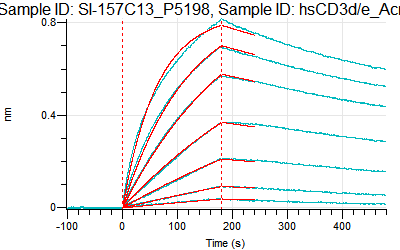 Sample ID: SI-157C13_P5198, Sample ID: hsCD3d/e_Acr
0.8
nm
0.4
0
-100 0 100 200 300 400
Time (s)